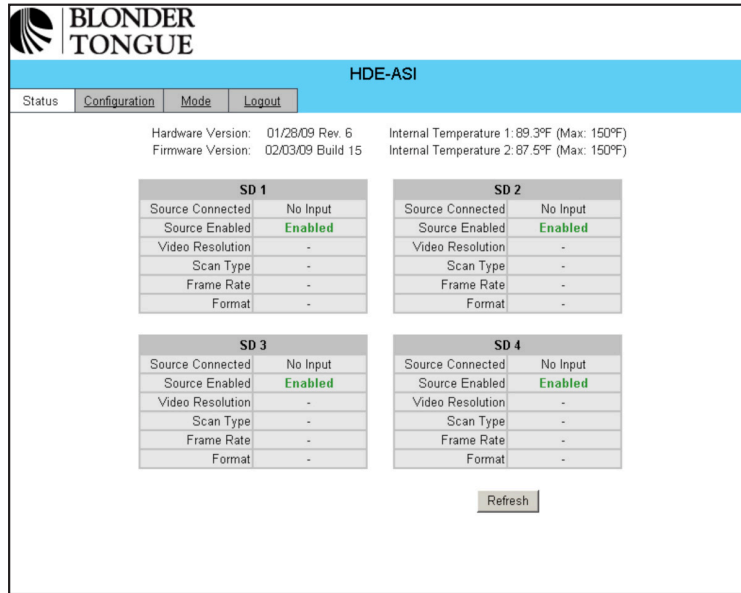 BLONDER
TONGUE
HDE-ASI
Status Configuration Mode Logout
Hardware Version: 01/28/09 Rev. 6 Internal Temperature 1: 89.3ºF (Max: 150ºF)
Firmware Version: 02/03/09 Build 15 Internal Temperature 2: 87.5ºF (Max: 150ºF)
SD 1
Source Connected No Input
Source Enabled Enabled
Video Resolution -
Scan Type -
Frame Rate -
Format -
SD 2
Source Connected No Input
Source Enabled Enabled
Video Resolution -
Scan Type -
Frame Rate -
Format -
SD 3
Source Connected No Input
Source Enabled Enabled
Video Resolution -
Scan Type -
Frame Rate -
Format -
SD 4
Source Connected No Input
Source Enabled Enabled
Video Resolution -
Scan Type -
Frame Rate -
Format -
Refresh